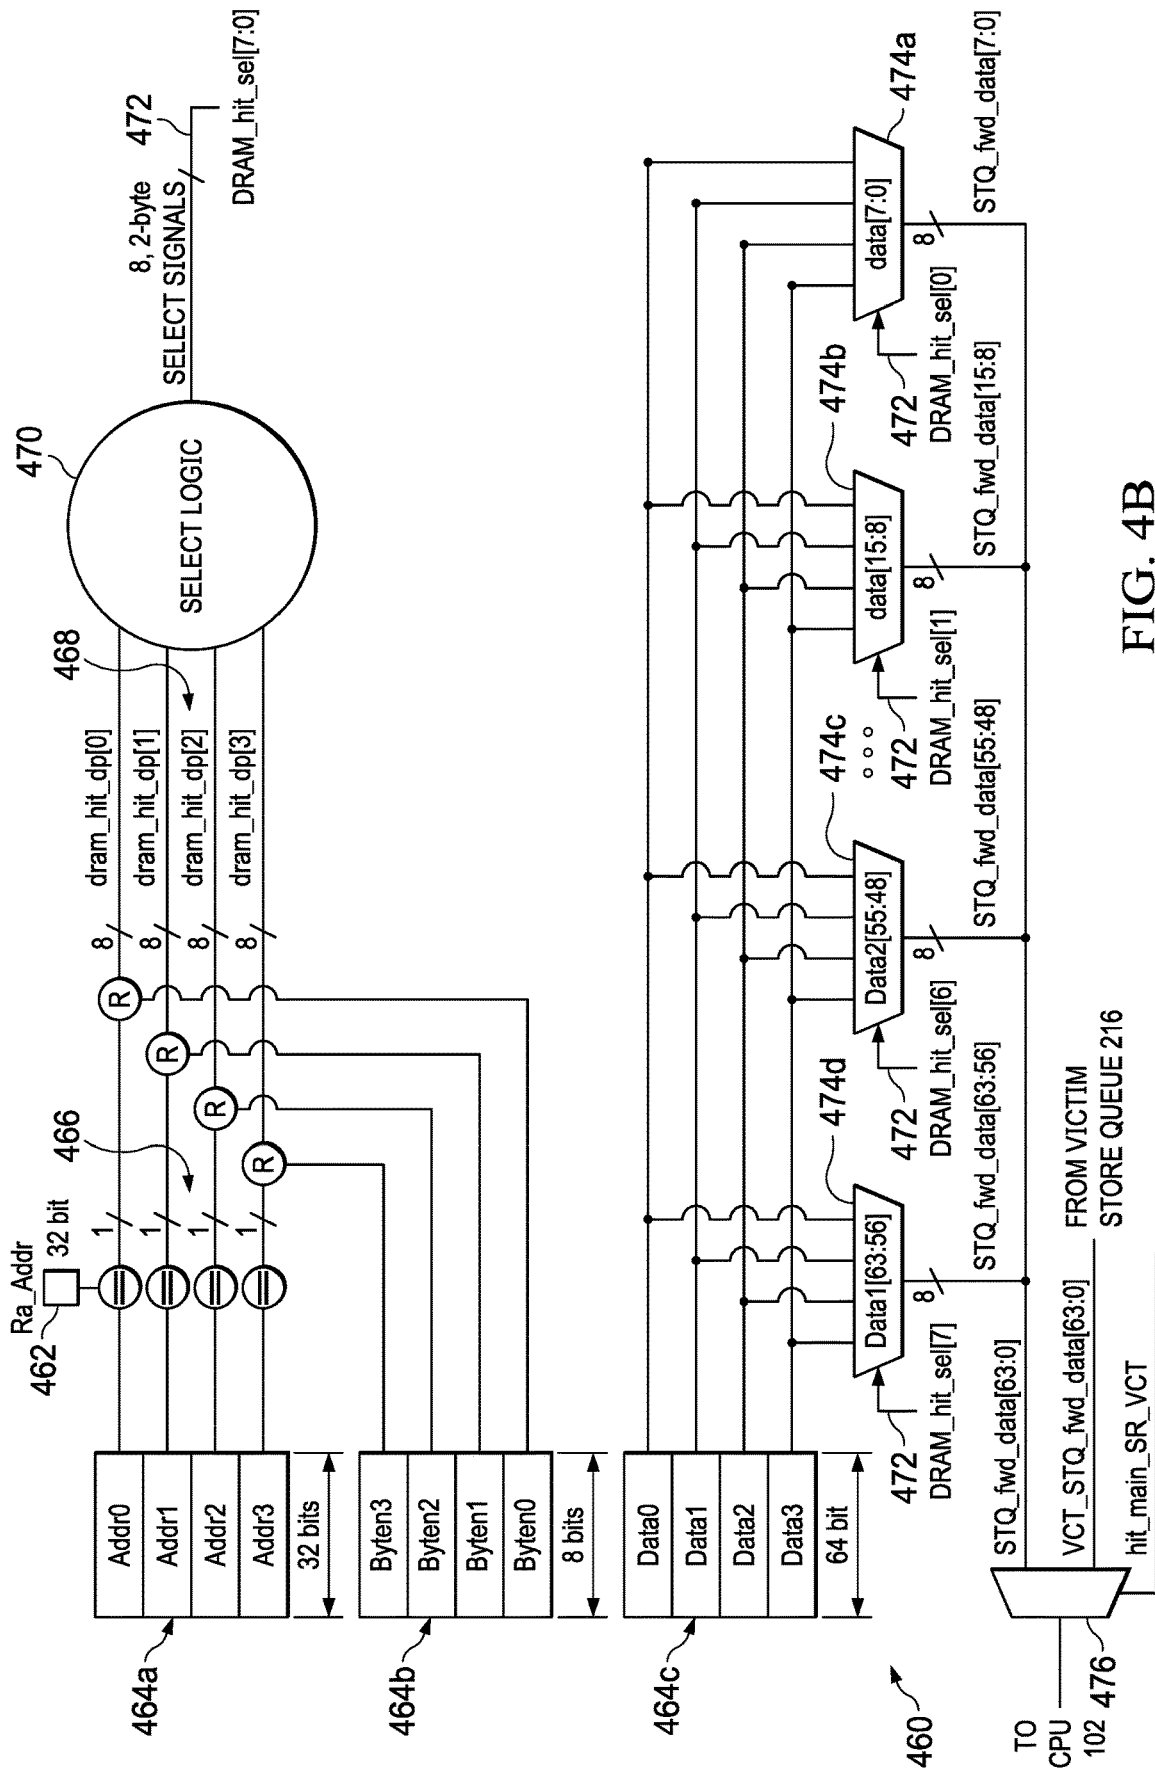 Ra_Addr
32 bit
462
466
468
470
472
464a
Addr0
Addr1
Addr2
Addr3
32 bits
1
1
1
1
R
R
R
R
8
8
8
8
dram_hit_dp[0]
dram_hit_dp[1]
dram_hit_dp[2]
dram_hit_dp[3]
SELECT LOGIC
8, 2-byte
SELECT SIGNALS
DRAM_hit_sel[7:0]
464b
Byten3
Byten2
Byten1
Byten0
8 bits
464c
Data0
Data1
Data2
Data3
64 bit
474d
Data1[63:56]
472
DRAM_hit_sel[7]
8
STQ_fwd_data[63:56]
474c
Data2[55:48]
472
DRAM_hit_sel[6]
8
STQ_fwd_data[55:48]
474b
data[15:8]
472
DRAM_hit_sel[1]
8
STQ_fwd_data[15:8]
474a
data[7:0]
472
DRAM_hit_sel[0]
8
STQ_fwd_data[7:0]
460
STQ_fwd_data[63:0]
VCT_STQ_fwd_data[63:0]
FROM VICTIM
STORE QUEUE 216
hit_main_SR_VCT
476
TO
CPU
102
FIG. 4B